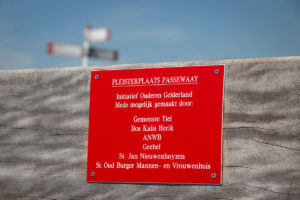 PLEISTERPLAATS PASSEWAAY
Initiatief Ouderen Gelderland
Mede mogelijk gemaakt door:
Gemeente Tiel
Bos Kalis Herik
ANWB
Geebel
St. Jan Nieuwenhuyzen
St. Oud Burger Mannen- en Vrouwenhuis